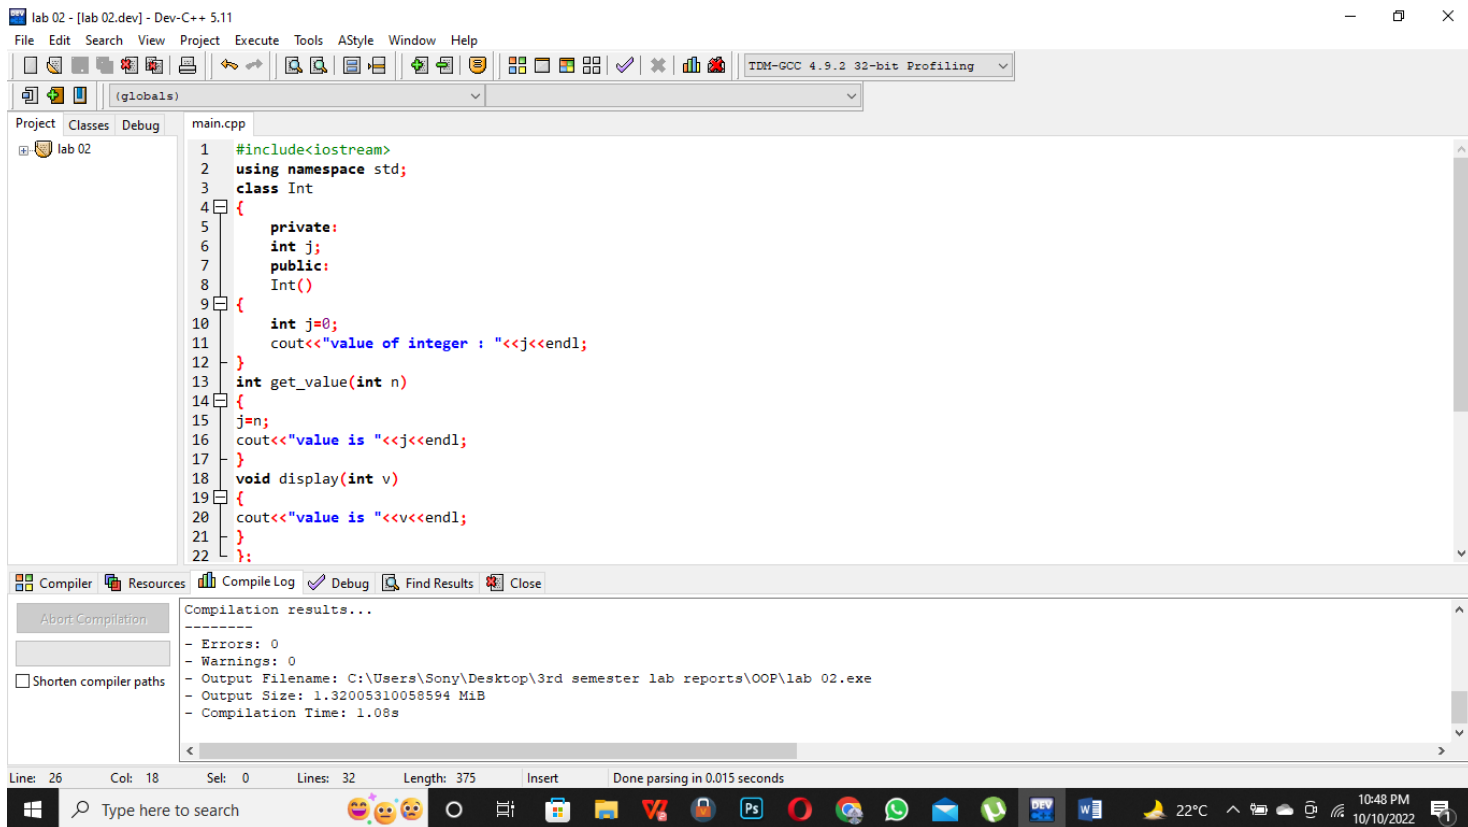 lab 02 - [lab 02.dev] - Dev-C++ 5.11
File Edit Search View Project Execute Tools AStyle Window Help
TDM-GCC 4.9.2 32-bit Profiling
(globals)
Project Classes Debug main.cpp
lab 02
1 #include<iostream>
2 using namespace std;
3 class Int
4 {
5 private:
6 int j;
7 public:
8 Int()
9 {
10 int j=0;
11 cout<<"value of integer : "<<j<<endl;
12 }
13 int get_value(int n)
14 {
15 j=n;
16 cout<<"value is "<<j<<endl;
17 }
18 void display(int v)
19 {
20 cout<<"value is "<<v<<endl;
21 }
22 };
Compiler Resources Compile Log Debug Find Results Close
Abort Compilation
Shorten compiler paths
Compilation results...
--------
- Errors: 0
- Warnings: 0
- Output Filename: C:\Users\Sony\Desktop\3rd semester lab reports\OOP\lab 02.exe
- Output Size: 1.32005310058594 MiB
- Compilation Time: 1.08s
Line: 26 Col: 18 Sel: 0 Lines: 32 Length: 375 Insert Done parsing in 0.015 seconds
Type here to search
Ps
DEV
W
22°C
10:48 PM
10/10/2022
1